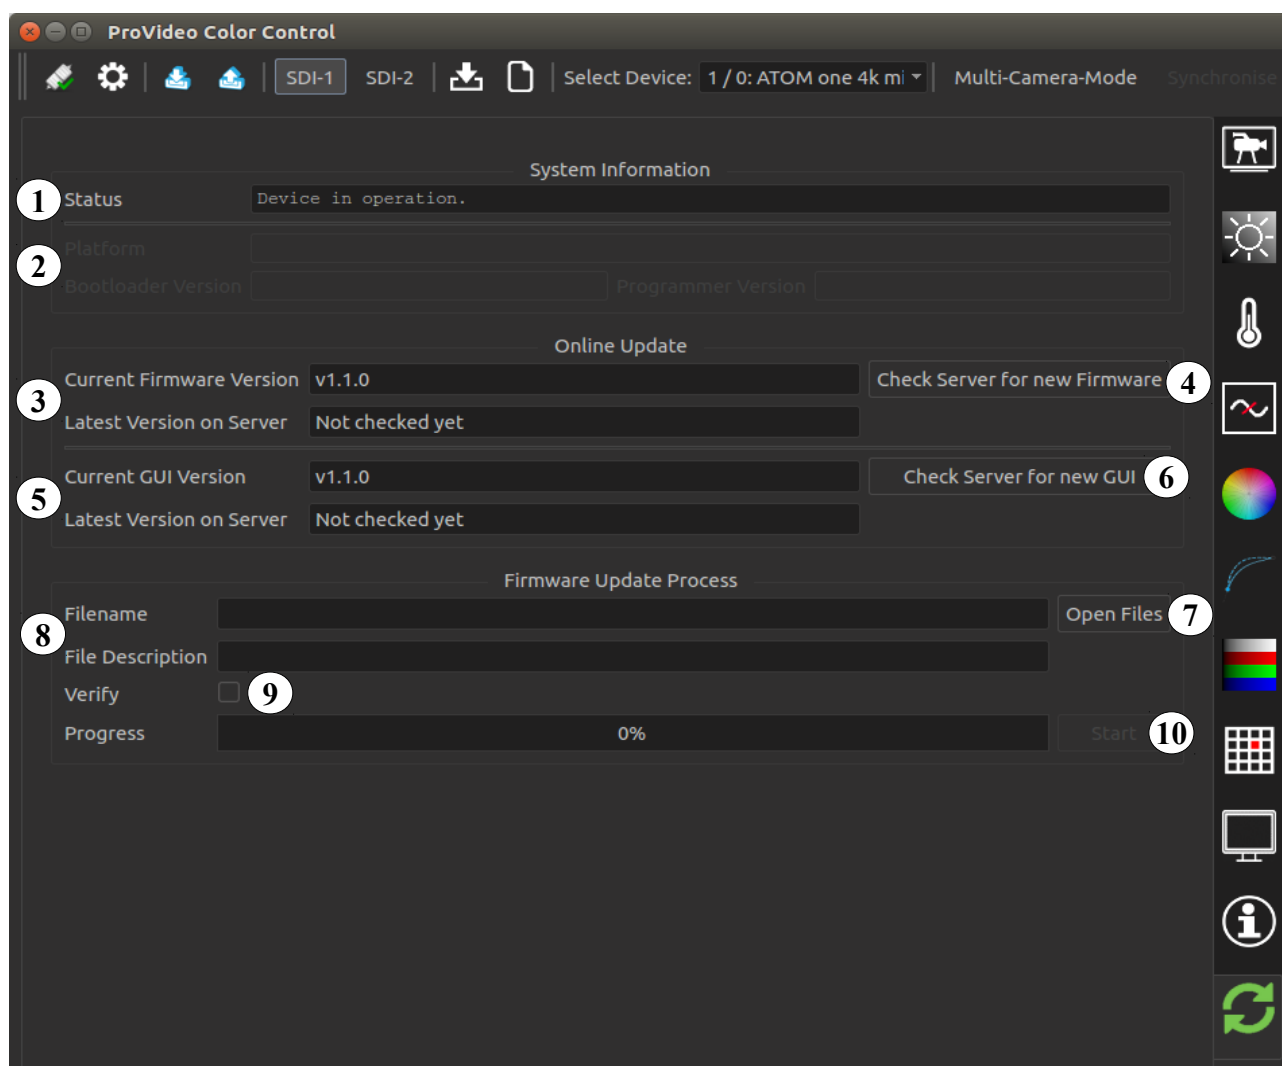 ProVideo Color Control
SDI-1 SDI-2 Select Device: 1 / 0: ATOM one 4k mi Multi-Camera-Mode Synchronise
System Information
1 Status Device in operation.
2 Platform
Bootloader Version Programmer Version
Online Update
3 Current Firmware Version v1.1.0 Check Server for new Firmware 4
Latest Version on Server Not checked yet
5 Current GUI Version v1.1.0 Check Server for new GUI 6
Latest Version on Server Not checked yet
Firmware Update Process
8 Filename Open Files 7
File Description
Verify 9
Progress 0% Start 10